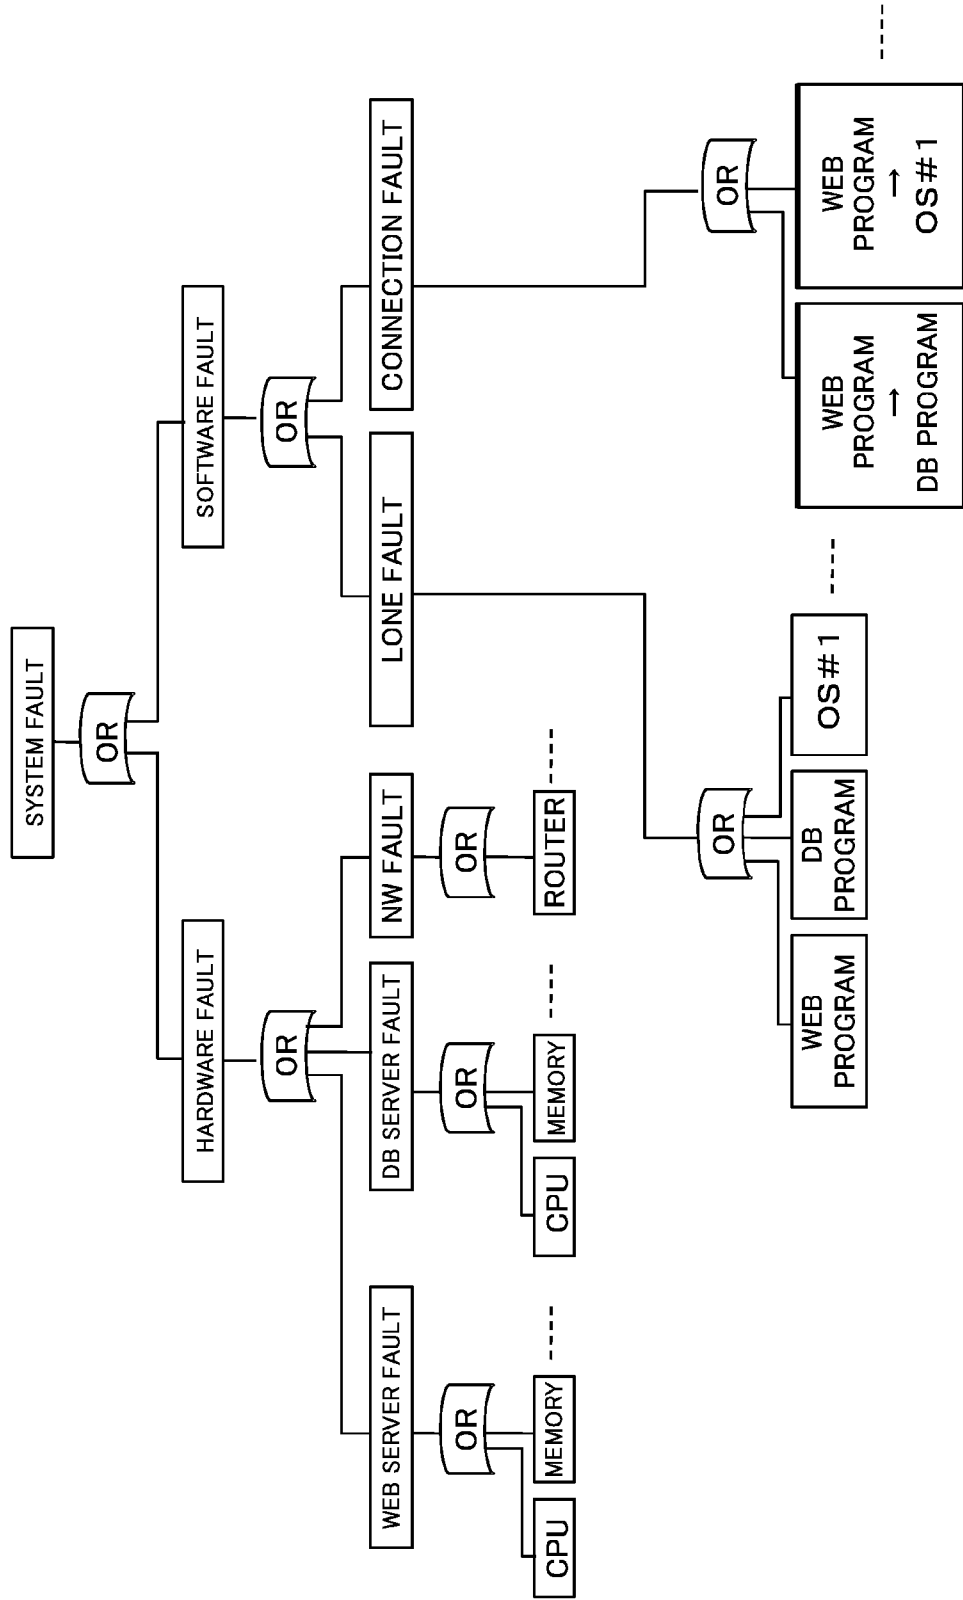 SYSTEM FAULT
OR
HARDWARE FAULT
SOFTWARE FAULT
OR
OR
WEB SERVER FAULT
DB SERVER FAULT
NW FAULT
LONE FAULT
CONNECTION FAULT
OR
OR
OR
CPU
MEMORY
CPU
MEMORY
ROUTER
OR
OR
WEB
PROGRAM
DB
PROGRAM
OS#1
WEB
PROGRAM
→
DB PROGRAM
WEB
PROGRAM
→
OS#1